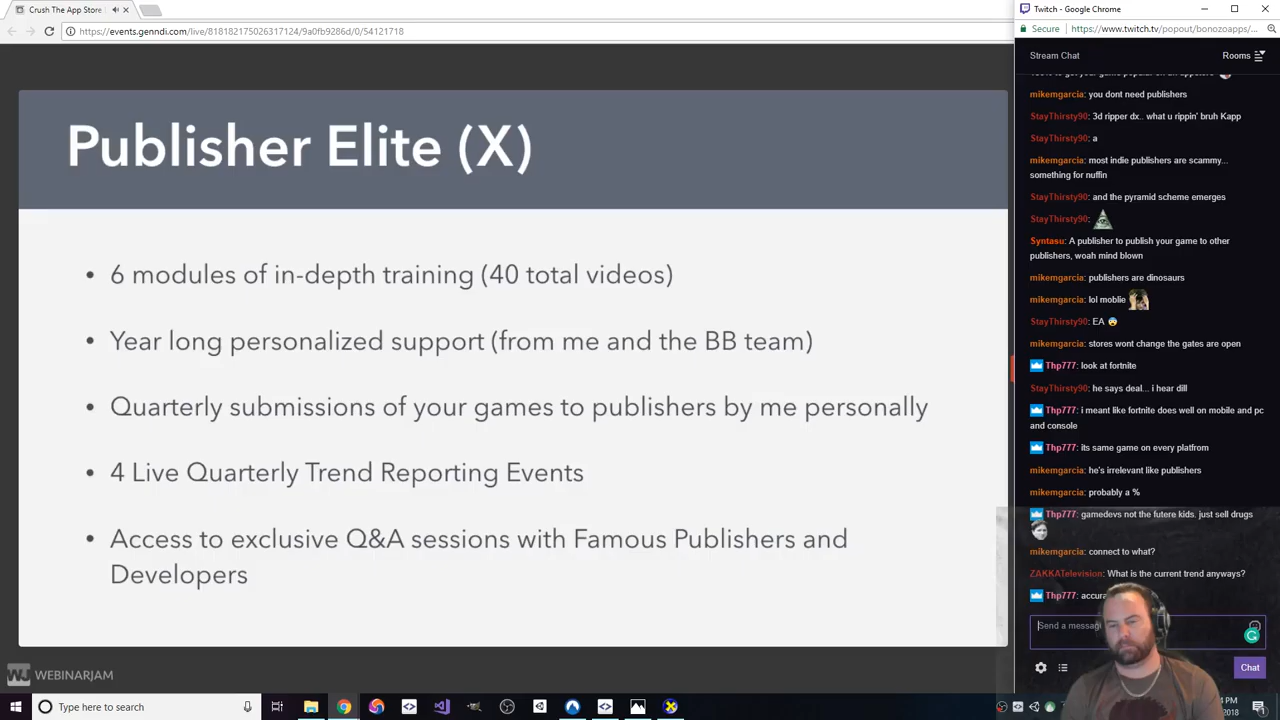 Crush The App Store
Twitch - Google Chrome
https://events.genndi.com/live/818182175026317124/9a0fb9286d/0/54121718
Secure
https://www.twitch.tv/popout/bonozoapps/...
Stream Chat
Rooms
mikemgarcia: you dont need publishers
StayThirsty90: 3d ripper dx.. what u rippin' bruh Kapp
StayThirsty90: a
mikemgarcia: most indie publishers are scammy...
something for nuffin
StayThirsty90: and the pyramid scheme emerges
StayThirsty90:
Syntasu: A publisher to publish your game to other
publishers, woah mind blown
mikemgarcia: publishers are dinosaurs
mikemgarcia: lol moblie
StayThirsty90: EA
mikemgarcia: stores wont change the gates are open
Thp777: look at fortnite
StayThirsty90: he says deal... i hear dill
Thp777: i meant like fortnite does well on mobile and pc
and console
Thp777: its same game on every platfrom
mikemgarcia: he's irrelevant like publishers
mikemgarcia: probably a %
Thp777: gamedevs not the futere kids. just sell drugs
mikemgarcia: connect to what?
ZAKKATelevision: What is the current trend anyways?
Thp777:
Send a messag
Chat
Publisher Elite (X)
• 6 modules of in-depth training (40 total videos)
• Year long personalized support (from me and the BB team)
• Quarterly submissions of your games to publishers by me personally
• 4 Live Quarterly Trend Reporting Events
• Access to exclusive Q&A sessions with Famous Publishers and
Developers
WJ WEBINARJAM
Type here to search
2018